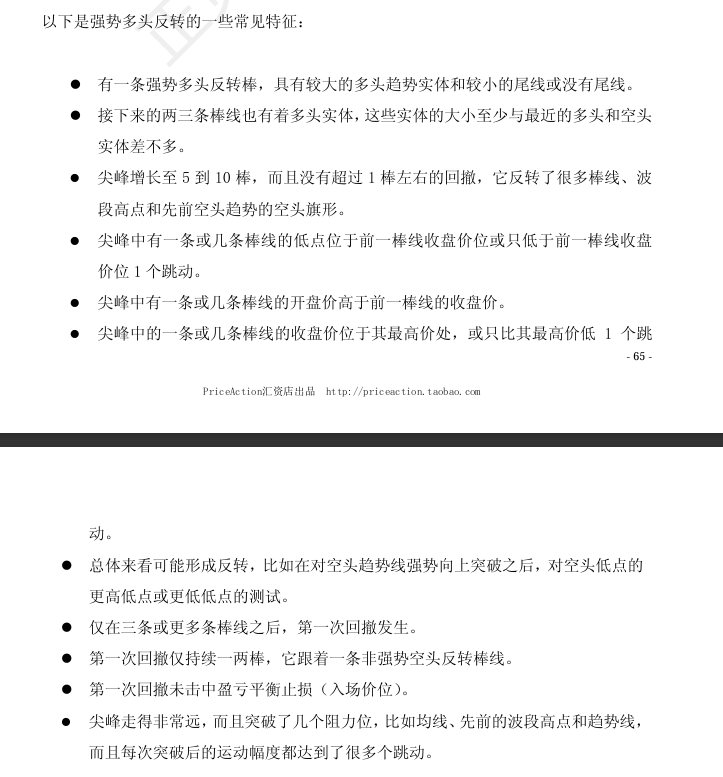 以下是强势多头反转的一些常见特征：
● 有一条强势多头反转棒，具有较大的多头趋势实体和较小的尾线或没有尾线。
● 接下来的两三条棒线也有着多头实体，这些实体的大小至少与最近的多头和空头
实体差不多。
● 尖峰增长至 5 到 10 棒，而且没有超过 1 棒左右的回撤，它反转了很多棒线、波
段高点和先前空头趋势的空头旗形。
● 尖峰中有一条或几条棒线的低点位于前一棒线收盘价位或只低于前一棒线收盘
价位 1 个跳动。
● 尖峰中有一条或几条棒线的开盘价高于前一棒线的收盘价。
● 尖峰中的一条或几条棒线的收盘价位于其最高价处，或只比其最高价低 1 个跳
- 65 -
PriceAction汇资店出品 http://priceaction.taobao.com
动。
● 总体来看可能形成反转，比如在对空头趋势线强势向上突破之后，对空头低点的
更高低点或更低低点的测试。
● 仅在三条或更多条棒线之后，第一次回撤发生。
● 第一次回撤仅持续一两棒，它跟着一条非强势空头反转棒线。
● 第一次回撤未击中盈亏平衡止损（入场价位）。
● 尖峰走得非常远，而且突破了几个阻力位，比如均线、先前的波段高点和趋势线，
而且每次突破后的运动幅度都达到了很多个跳动。